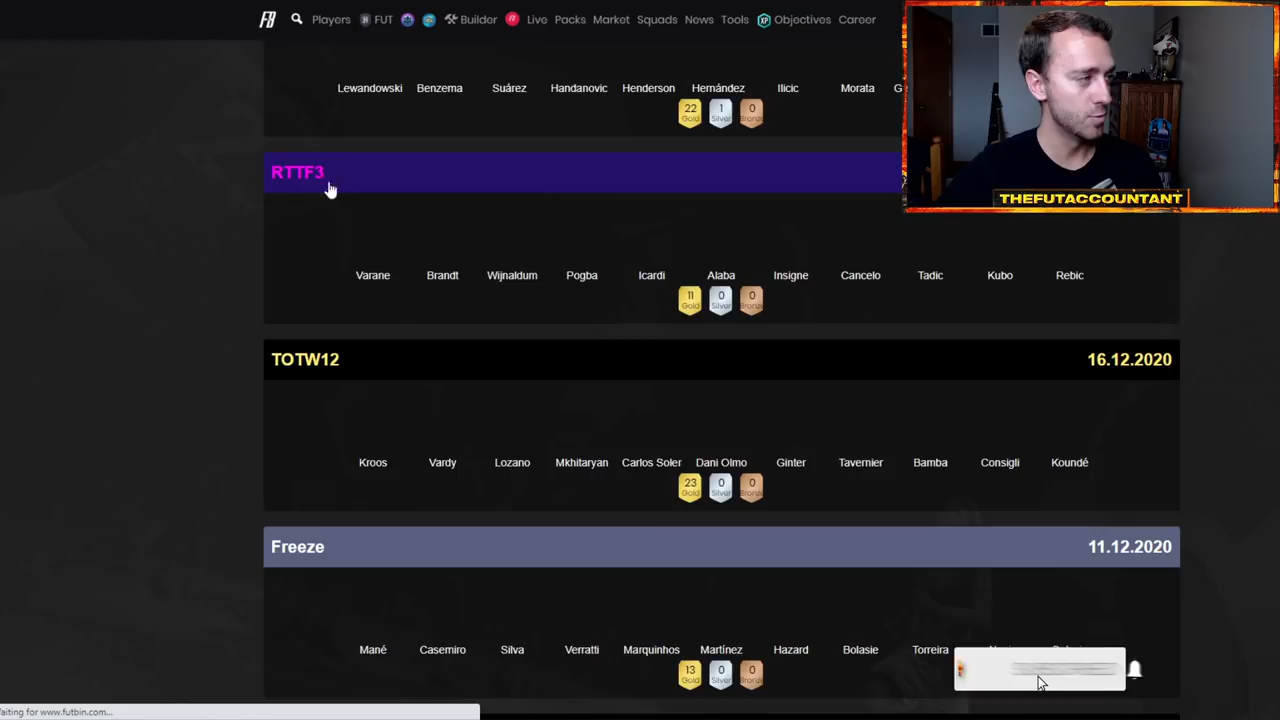 FB Players FUT Builder Live Packs Market Squads News Tools XP Objectives Career
Lewandowski Benzema Suárez Handanovic Henderson Hernández Ilicic Morata G
22 Gold 1 Silver 0 Bronze
RTTF3
THEFUTACCOUNTANT
Varane Brandt Wijnaldum Pogba Icardi Alaba Insigne Cancelo Tadic Kubo Rebic
11 Gold 0 Silver 0 Bronze
TOTW12 16.12.2020
Kroos Vardy Lozano Mkhitaryan Carlos Soler Dani Olmo Ginter Tavernier Bamba Consigli Koundé
23 Gold 0 Silver 0 Bronze
Freeze 11.12.2020
Mané Casemiro Silva Verratti Marquinhos Martínez Hazard Bolasie Torreira
13 Gold 0 Silver 0 Bronze
aiting for www.futbin.com...